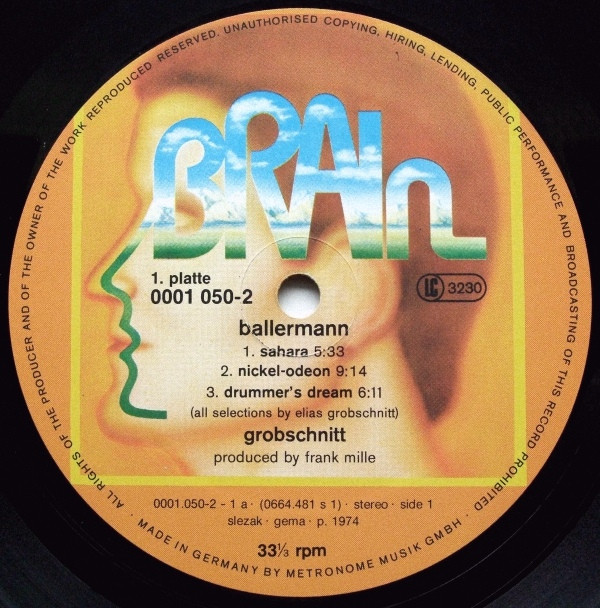 ALL RIGHTS OF THE PRODUCER AND OF THE OWNER OF THE WORK REPRODUCED RESERVED. UNAUTHORISED COPYING, HIRING, LENDING, PUBLIC PERFORMANCE AND BROADCASTING OF THIS RECORD PROHIBITED ·
BRAIn
1. platte
0001 050-2
LC 3230
ballermann
1. sahara 5:33
2. nickel-odeon 9:14
3. drummer's dream 6:11
(all selections by elias grobschnitt)
grobschnitt
produced by frank mille
0001.050-2 - 1 a · (0664.481 s 1) · stereo · side 1
slezak · gema · p. 1974
33⅓ rpm
· MADE IN GERMANY BY METRONOME MUSIK GMBH ·